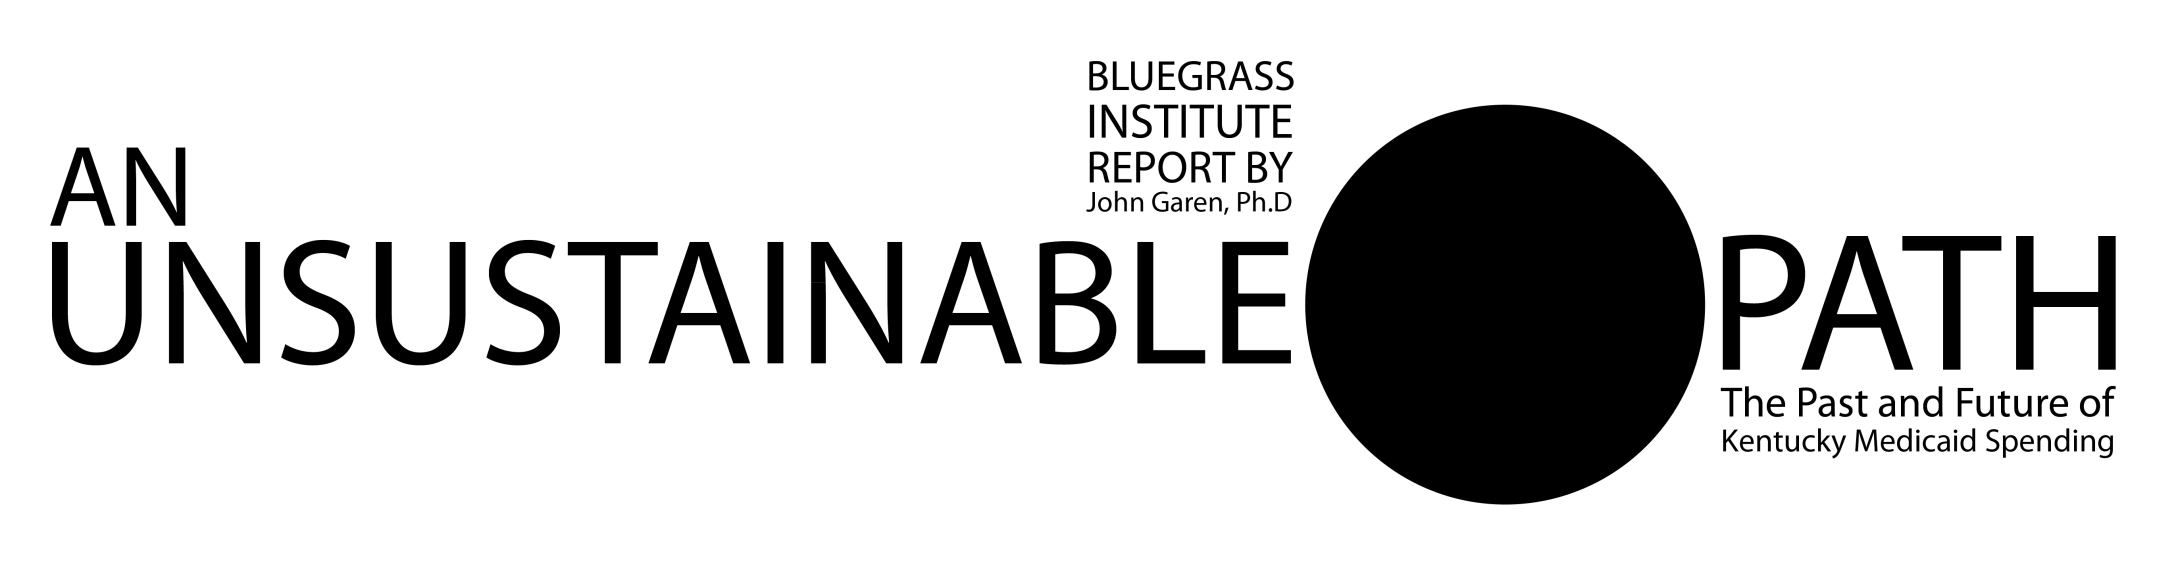 AN
UNSUSTAINABLE
BLUEGRASS
INSTITUTE
REPORT BY
John Garen, Ph.D
PATH
The Past and Future of
Kentucky Medicaid Spending